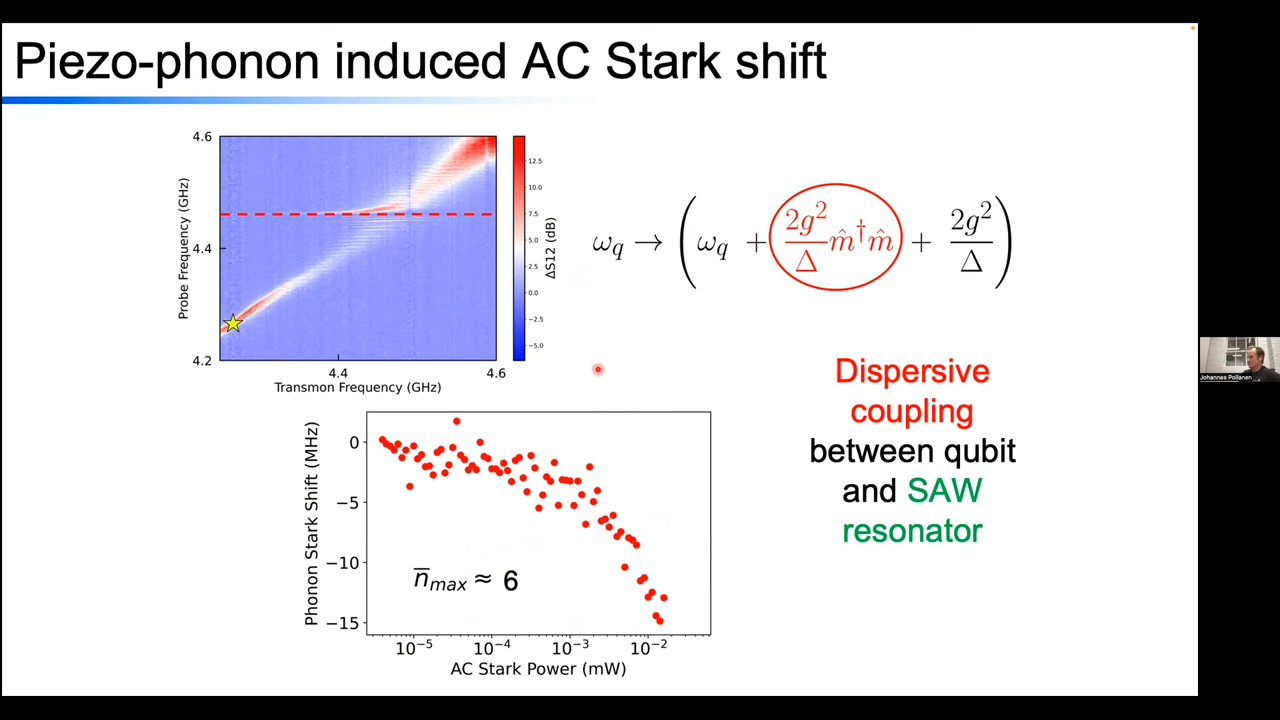 Piezo-phonon induced AC Stark shift
4.6
4.4
4.2
Probe Frequency (GHz)
4.4
4.6
Transmon Frequency (GHz)
12.5
10.0
7.5
5.0
2.5
0.0
−2.5
−5.0
ΔS12 (dB)
ω_q → ( ω_q + 2g²/Δ m̂†m̂ + 2g²/Δ )
Dispersive
coupling
between qubit
and SAW
resonator
Johannes Pollanen
0
−5
−10
−15
Phonon Stark Shift (MHz)
n̅max ≈ 6
10⁻⁵
10⁻⁴
10⁻³
10⁻²
AC Stark Power (mW)